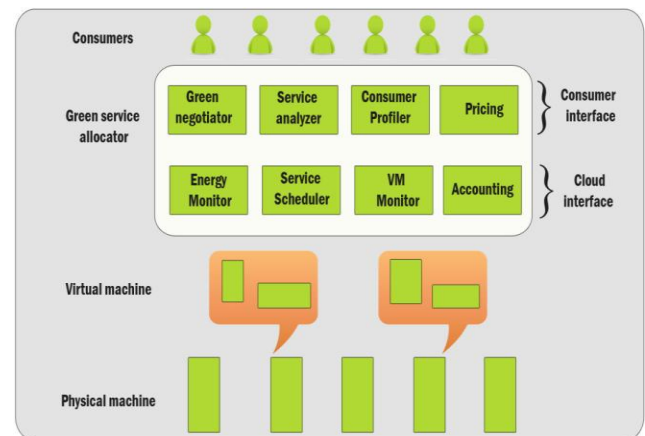 Consumers
Green service
allocator
Green
negotiator
Service
analyzer
Consumer
Profiler
Pricing
Consumer
interface
Energy
Monitor
Service
Scheduler
VM
Monitor
Accounting
Cloud
interface
Virtual machine
Physical machine